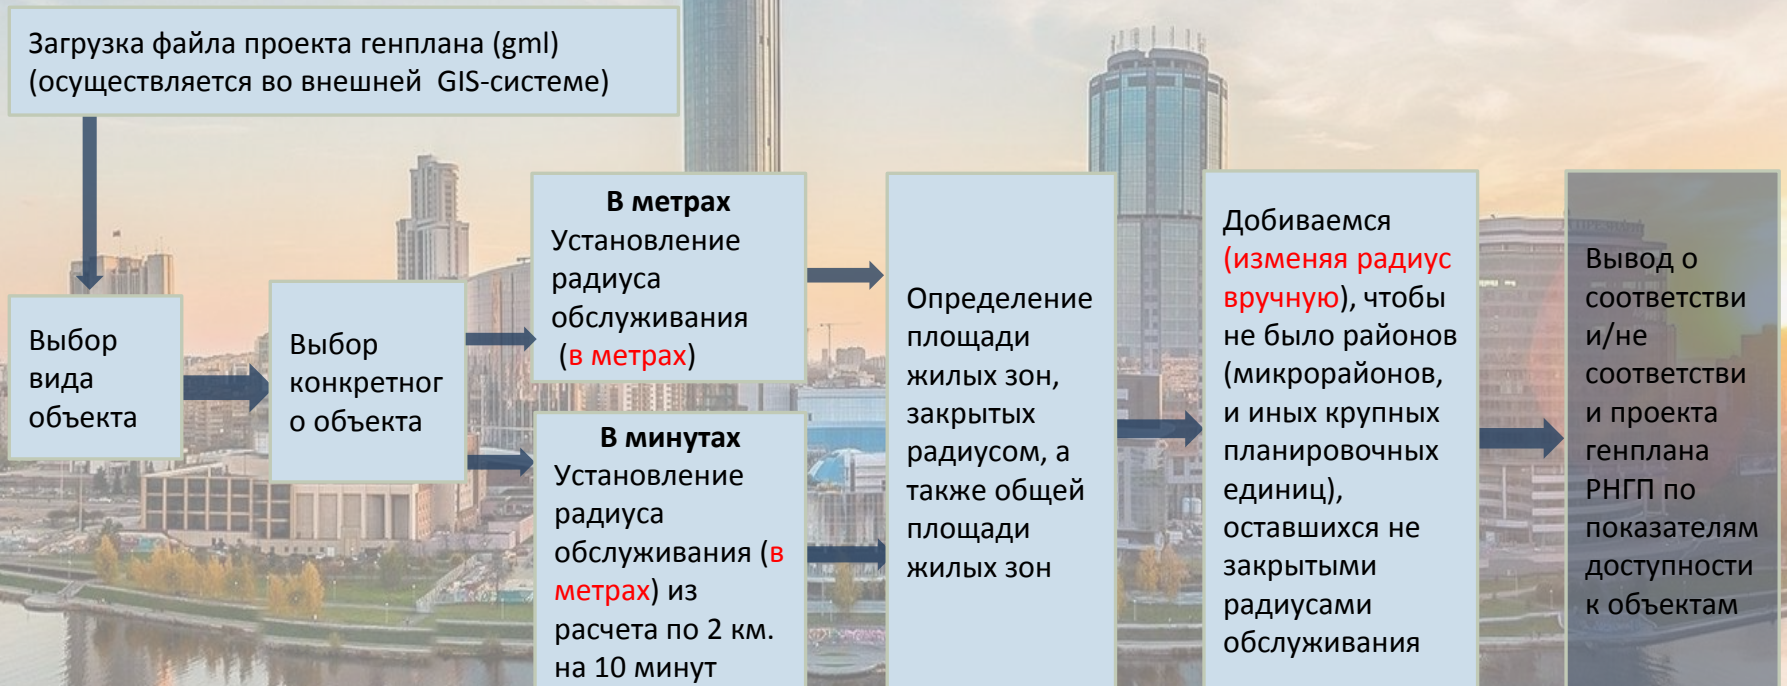 Загрузка файла проекта генплана (gml)
(осуществляется во внешней  GIS-системе)
Выбор
вида
объекта
Выбор
конкретног
о объекта
В метрах
Установление
радиуса
обслуживания
(в метрах)
В минутах
Установление
радиуса
обслуживания (в
метрах) из
расчета по 2 км.
на 10 минут
Определение
площади
жилых зон,
закрытых
радиусом, а
также общей
площади
жилых зон
Добиваемся
(изменяя радиус
вручную), чтобы
не было районов
(микрорайонов,
и иных крупных
планировочных
единиц),
оставшихся не
закрытыми
радиусами
обслуживания
Вывод о
соответстви
и/не
соответстви
и проекта
генплана
РНГП по
показателям
доступности
к объектам